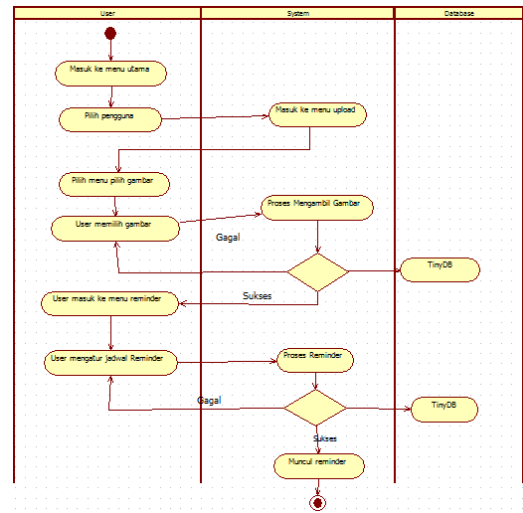 User System Database
Masuk ke menu utama
Pilih pengguna
Masuk ke menu upload
Pilih menu pilih gambar
User memilih gambar
Proses Mengambil Gambar
Gagal
TinyDB
User masuk ke menu reminder
Sukses
User mengatur jadwal Reminder
Proses Reminder
Gagal
TinyDB
Sukses
Muncul reminder